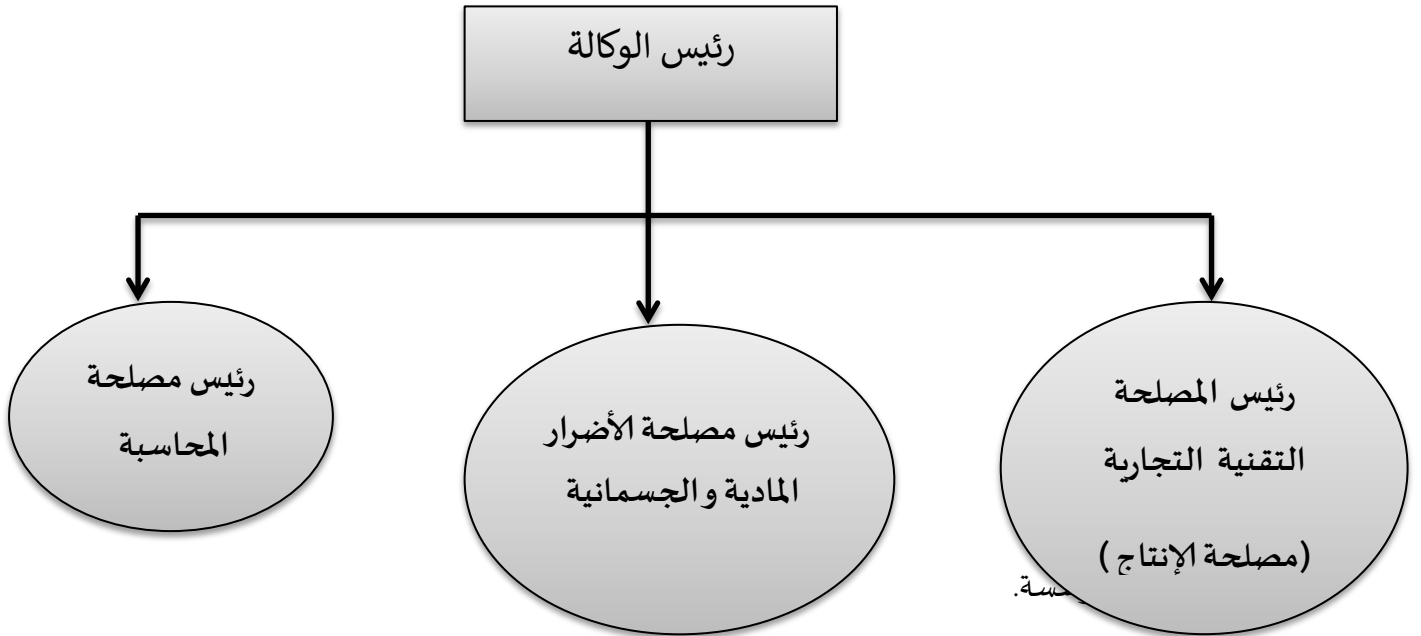 رئيس الوكالة
رئيس المصلحة
التقنية التجارية
(مصلحة الإنتاج )
رئيس مصلحة الأضرار
المادية والجسمانية
رئيس مصلحة
المحاسبة